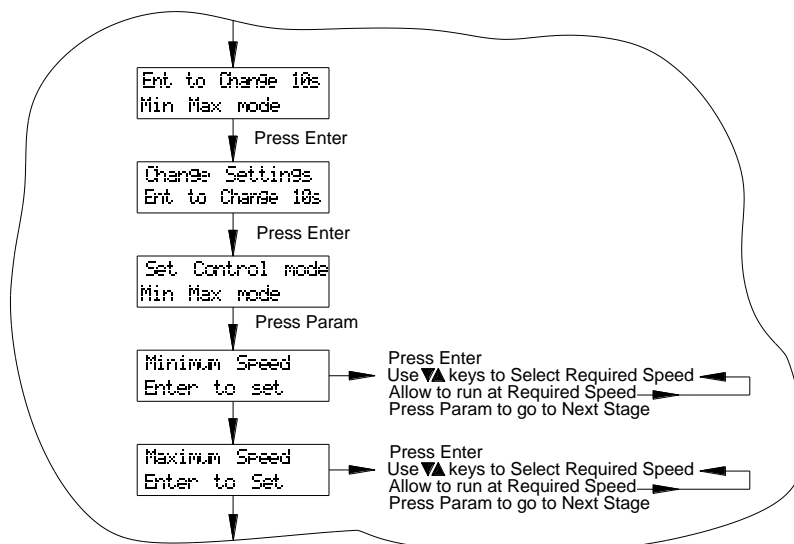 Ent to Change 10s
Min Max mode
Press Enter
Change Settings
Ent to Change 10s
Press Enter
Set Control mode
Min Max mode
Press Param
Minimum Speed
Enter to set
Press Enter
Use ▼▲ keys to Select Required Speed
Allow to run at Required Speed
Press Param to go to Next Stage
Maximum Speed
Enter to Set
Press Enter
Use ▼▲ keys to Select Required Speed
Allow to run at Required Speed
Press Param to go to Next Stage